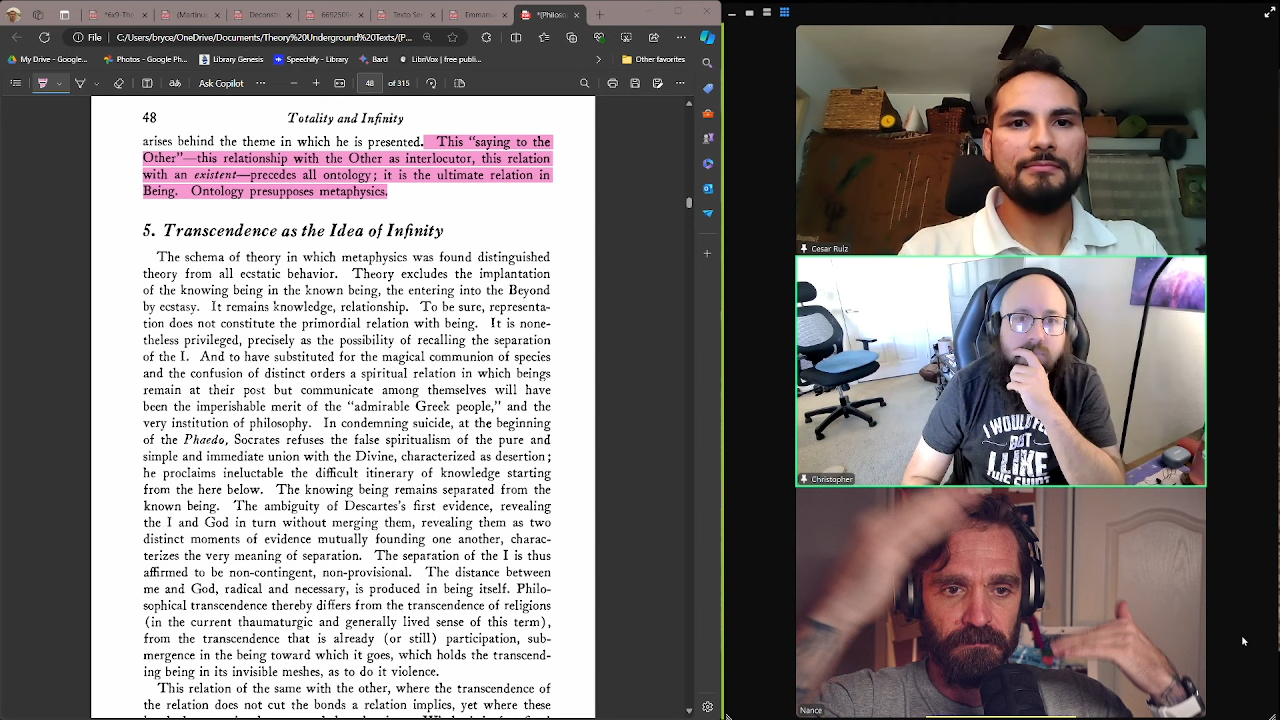 *6x9-The
(Martinus
Deconstr
6692509
Texto Se
Emmanue
*(Philoso
File
C:/Users/bryce/OneDrive/Documents/Theory%20Underground%20Texts/(P...
My Drive - Google...
Photos - Google Ph...
Library Genesis
Speechify - Library
Bard
LibriVox | free publi...
Other favorites
Ask Copilot
48 of 315
48
Totality and Infinity
arises behind the theme in which he is presented. This "saying to the
Other"—this relationship with the Other as interlocutor, this relation
with an existent—precedes all ontology; it is the ultimate relation in
Being. Ontology presupposes metaphysics.
5. Transcendence as the Idea of Infinity
The schema of theory in which metaphysics was found distinguished
theory from all ecstatic behavior. Theory excludes the implantation
of the knowing being in the known being, the entering into the Beyond
by ecstasy. It remains knowledge, relationship. To be sure, representa-
tion does not constitute the primordial relation with being. It is none-
theless privileged, precisely as the possibility of recalling the separation
of the I. And to have substituted for the magical communion of species
and the confusion of distinct orders a spiritual relation in which beings
remain at their post but communicate among themselves will have
been the imperishable merit of the "admirable Greek people," and the
very institution of philosophy. In condemning suicide, at the beginning
of the Phaedo, Socrates refuses the false spiritualism of the pure and
simple and immediate union with the Divine, characterized as desertion;
he proclaims ineluctable the difficult itinerary of knowledge starting
from the here below. The knowing being remains separated from the
known being. The ambiguity of Descartes's first evidence, revealing
the I and God in turn without merging them, revealing them as two
distinct moments of evidence mutually founding one another, charac-
terizes the very meaning of separation. The separation of the I is thus
affirmed to be non-contingent, non-provisional. The distance between
me and God, radical and necessary, is produced in being itself. Philo-
sophical transcendence thereby differs from the transcendence of religions
(in the current thaumaturgic and generally lived sense of this term),
from the transcendence that is already (or still) participation, sub-
mergence in the being toward which it goes, which holds the transcend-
ing being in its invisible meshes, as to do it violence.
This relation of the same with the other, where the transcendence of
the relation does not cut the bonds a relation implies, yet where these
Cesar Ruiz
I WOULD
BUT
I LIKE
SHIRT
Christopher
Nance